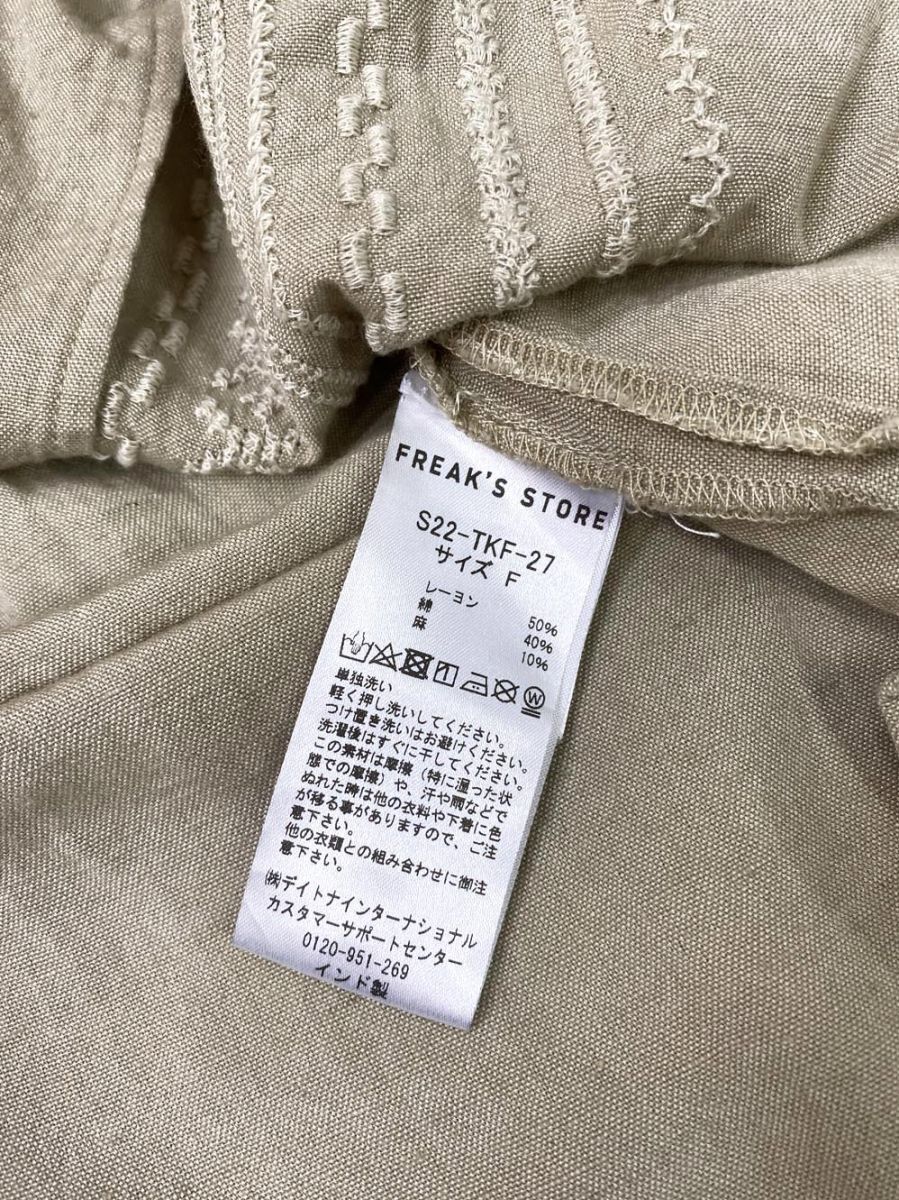 FREAK'S STORE
S22-TKF-27
サイズ F
レーヨン 50%
綿 40%
麻 10%
W
単独洗い
軽く押し洗いしてください。
つけ置き洗いはお避けください。
洗濯後はすぐに干してください。
この素材は摩擦（特に湿った状
態での摩擦）や、汗や雨などで
ぬれた時は他の衣料や下着に色
が移る事がありますので、ご注
意下さい。
他の衣類との組み合わせに御注
意下さい。
㈱デイトナインターナショナル
カスタマーサポートセンター
0120-951-269
インド製